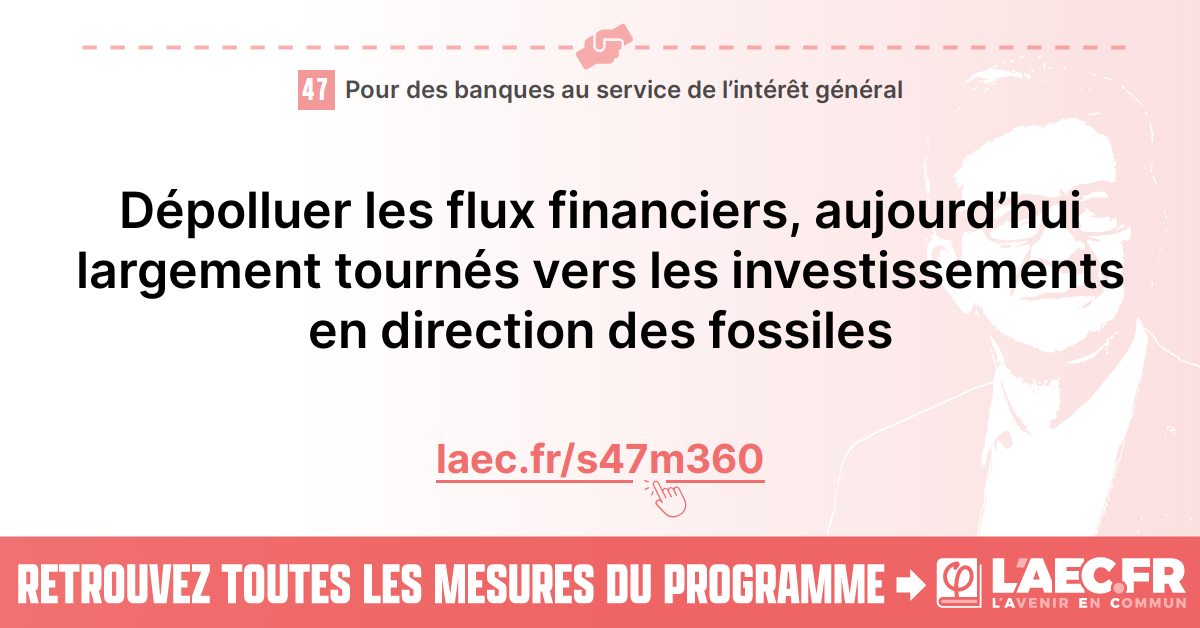 47 Pour des banques au service de l’intérêt général
Dépolluer les flux financiers, aujourd’hui
largement tournés vers les investissements
en direction des fossiles
laec.fr/s47m360
RETROUVEZ TOUTES LES MESURES DU PROGRAMME
L'AEC.FR
L'AVENIR EN COMMUN